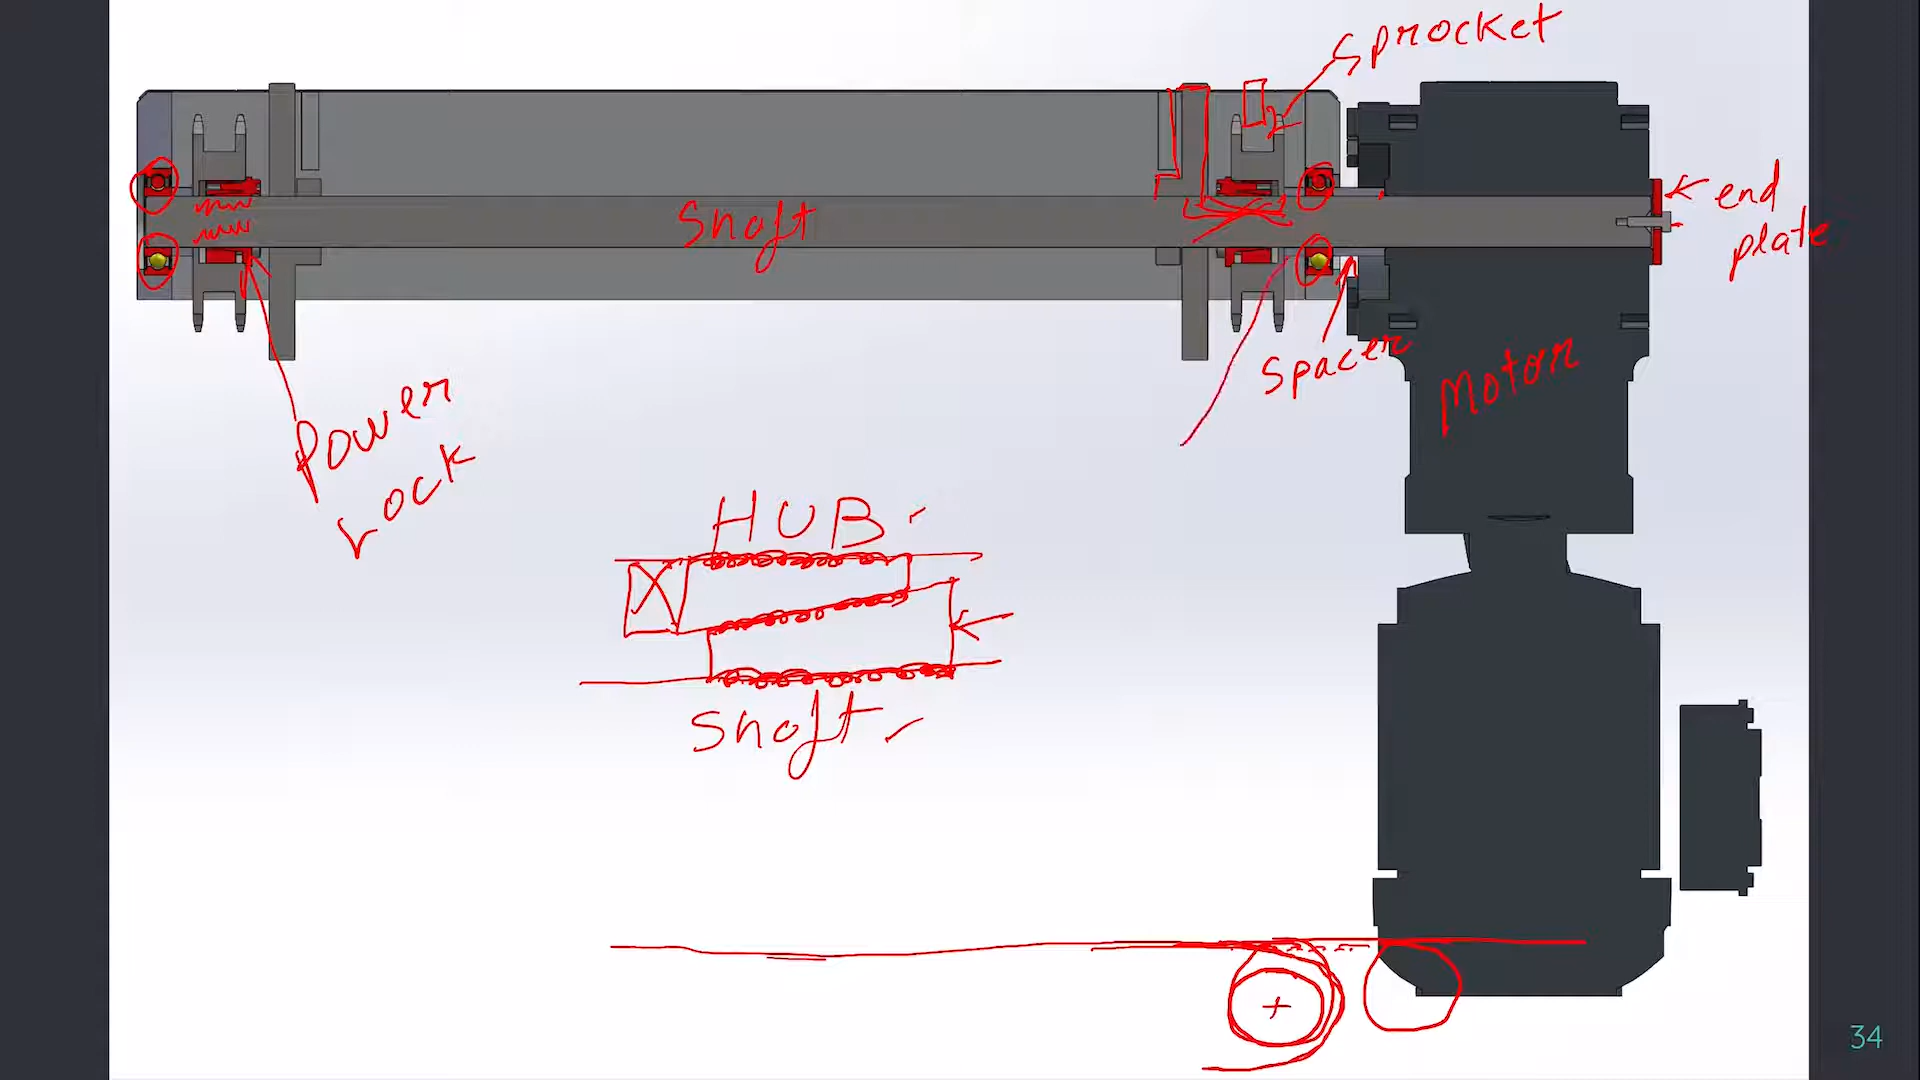 Sprocket
end
plate
Shaft
Spacer
Motor
Power
Lock
HUB
Shaft
34